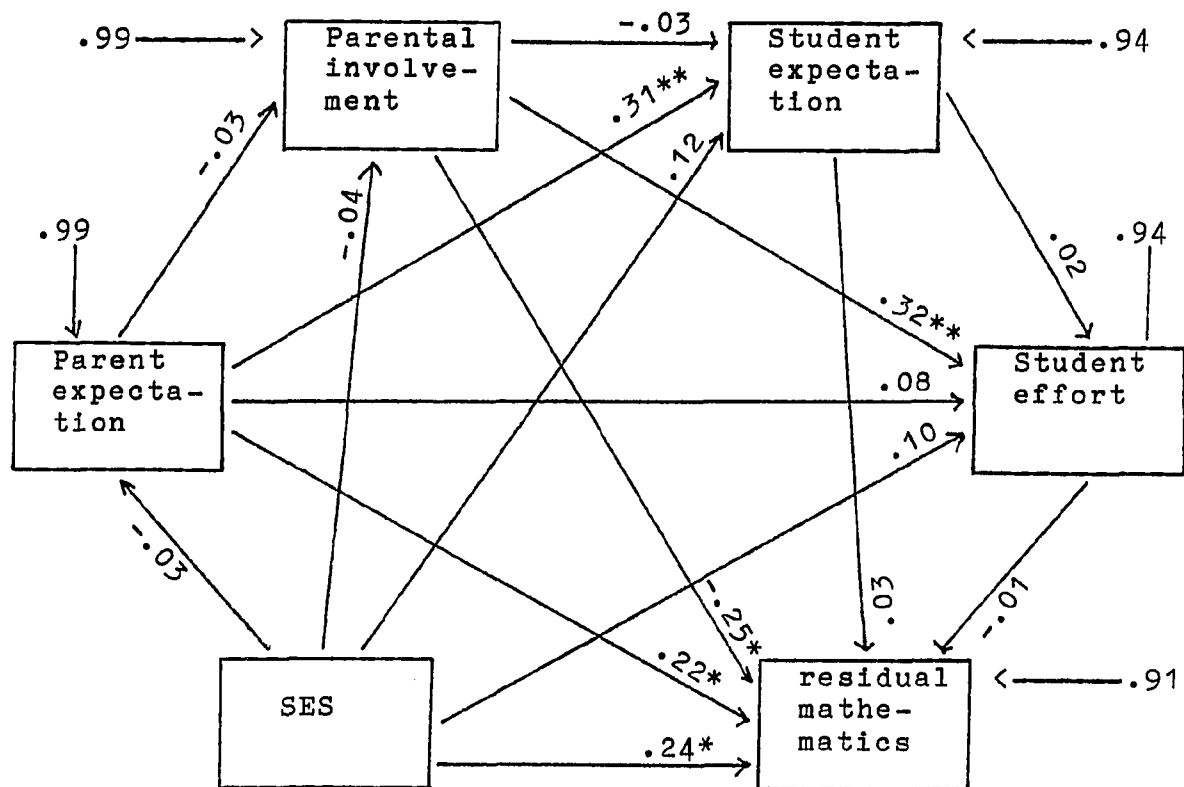 -.03
.99
Parental
involve-
ment
Student
expecta-
tion
.94
.31**
-.03
.12
-.04
.99
.94
.02
.32**
Parent
expecta-
tion
.08
Student
effort
.10
-.03
-.25*
.03
-.01
.22*
SES
residual
mathe-
matics
.91
.24*